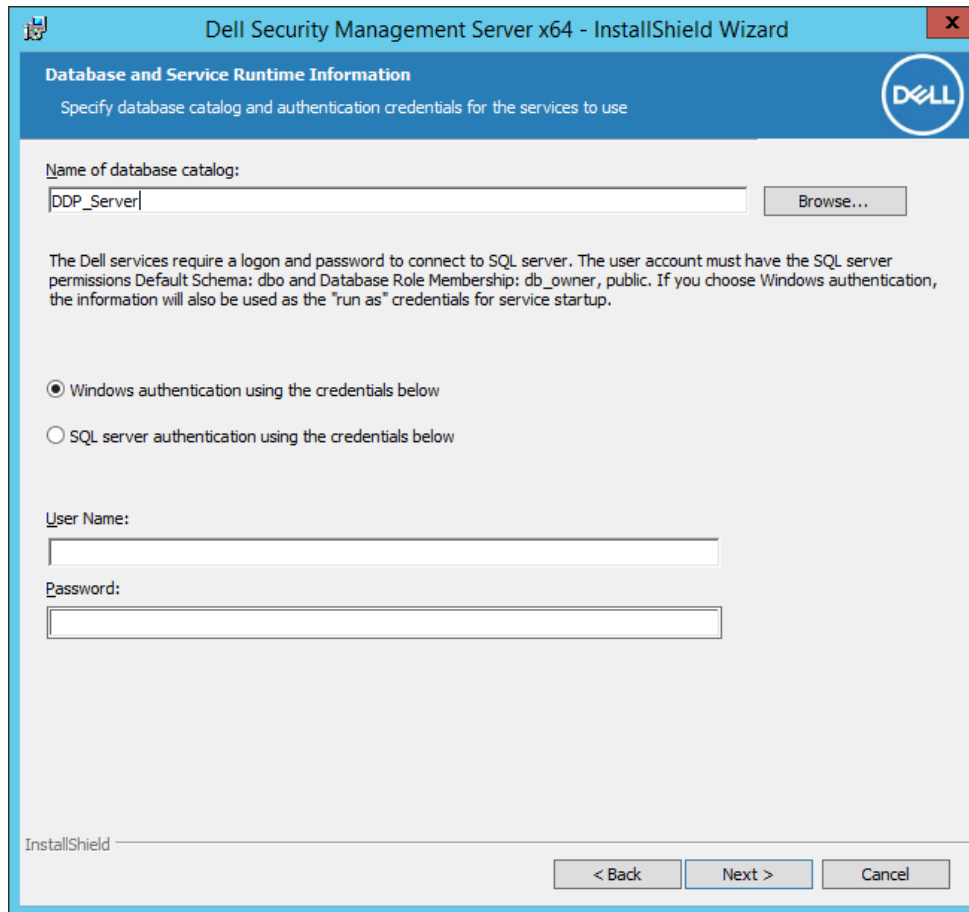 Dell Security Management Server x64 - InstallShield Wizard
x
Database and Service Runtime Information
Specify database catalog and authentication credentials for the services to use
DELL
Name of database catalog:
DDP_Server
Browse...
The Dell services require a logon and password to connect to SQL server. The user account must have the SQL server
permissions Default Schema: dbo and Database Role Membership: db_owner, public. If you choose Windows authentication,
the information will also be used as the "run as" credentials for service startup.
Windows authentication using the credentials below
SQL server authentication using the credentials below
User Name:
Password:
InstallShield
< Back
Next >
Cancel